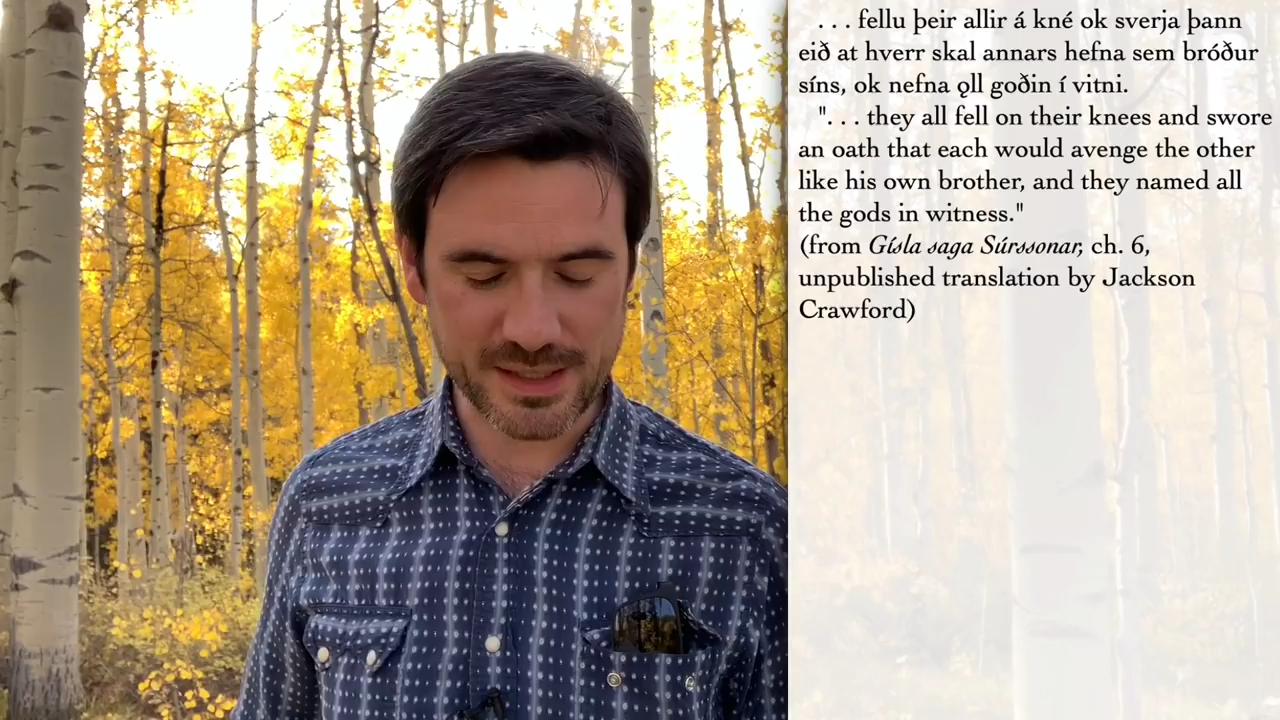 . . . fellu þeir allir á kné ok sverja þann
eið at hverr skal annars hefna sem bróður
síns, ok nefna ǫll goðin í vitni.
". . . they all fell on their knees and swore
an oath that each would avenge the other
like his own brother, and they named all
the gods in witness."
(from Gísla saga Súrssonar, ch. 6,
unpublished translation by Jackson
Crawford)